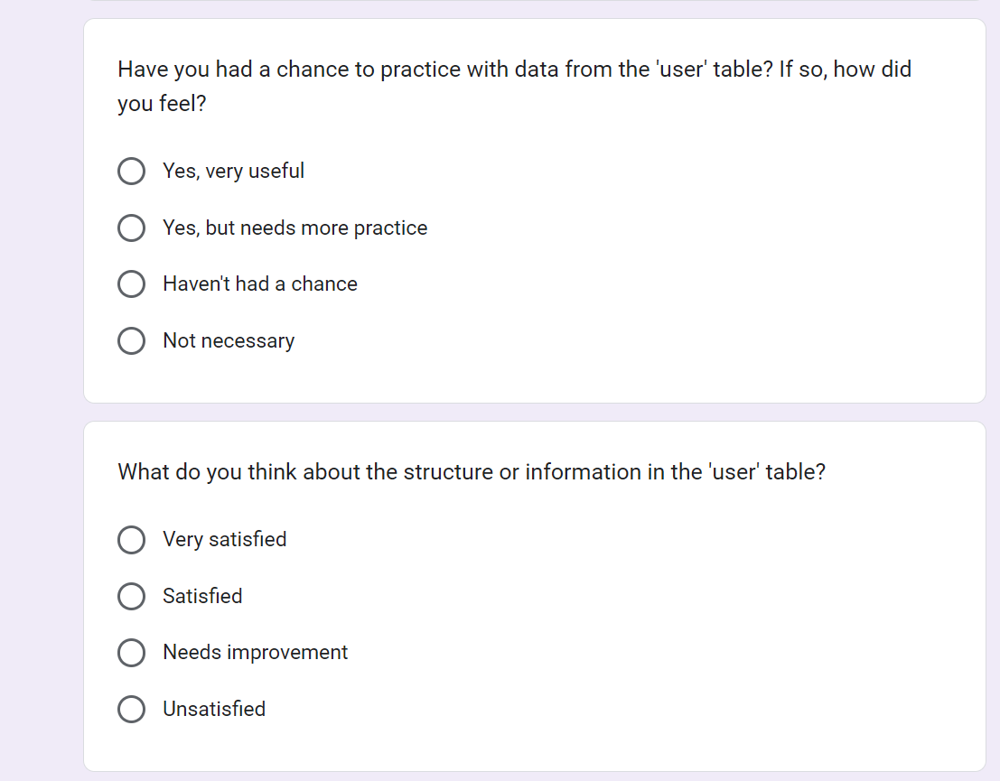 Have you had a chance to practice with data from the 'user' table? If so, how did
you feel?
Yes, very useful
Yes, but needs more practice
Haven't had a chance
Not necessary
What do you think about the structure or information in the 'user' table?
Very satisfied
Satisfied
Needs improvement
Unsatisfied